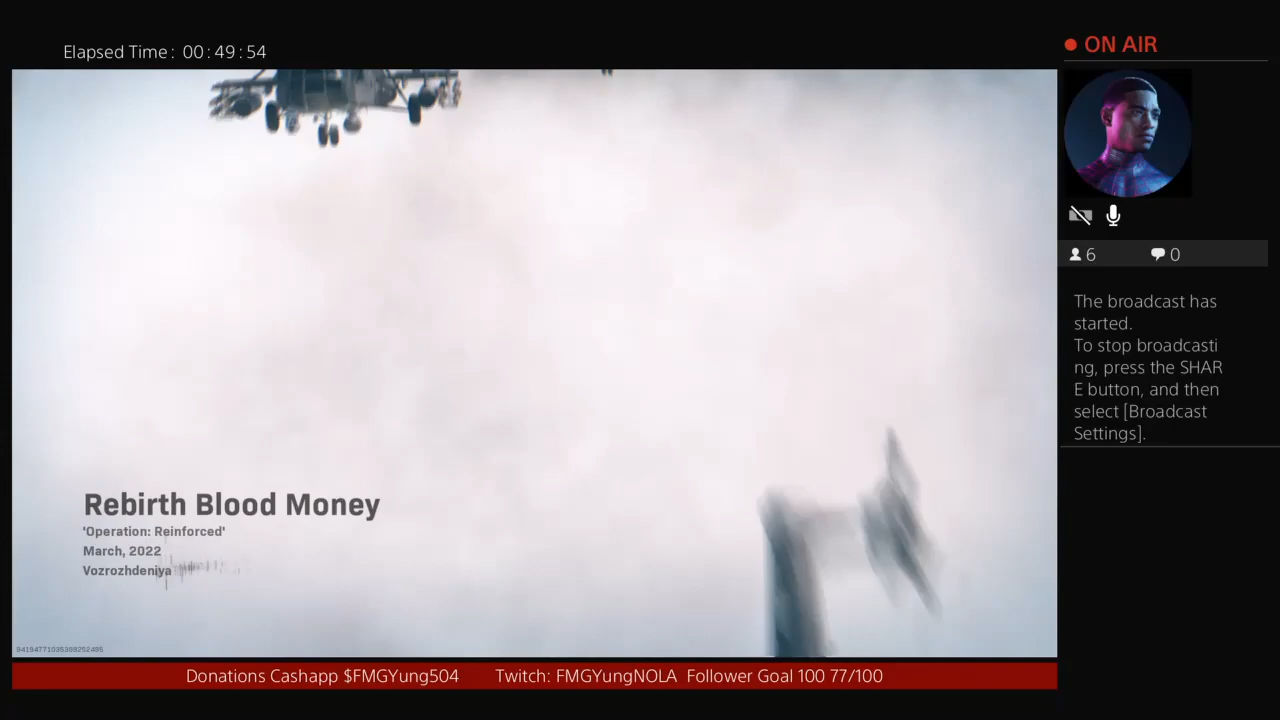 Elapsed Time: 00:49:54
ON AIR
6 0
The broadcast has
started.
To stop broadcasti
ng, press the SHAR
E button, and then
select [Broadcast
Settings].
Rebirth Blood Money
'Operation: Reinforced'
March, 2022
Vozrozhdeniya
Donations Cashapp $FMGYung504 Twitch: FMGYungNOLA Follower Goal 100 77/100